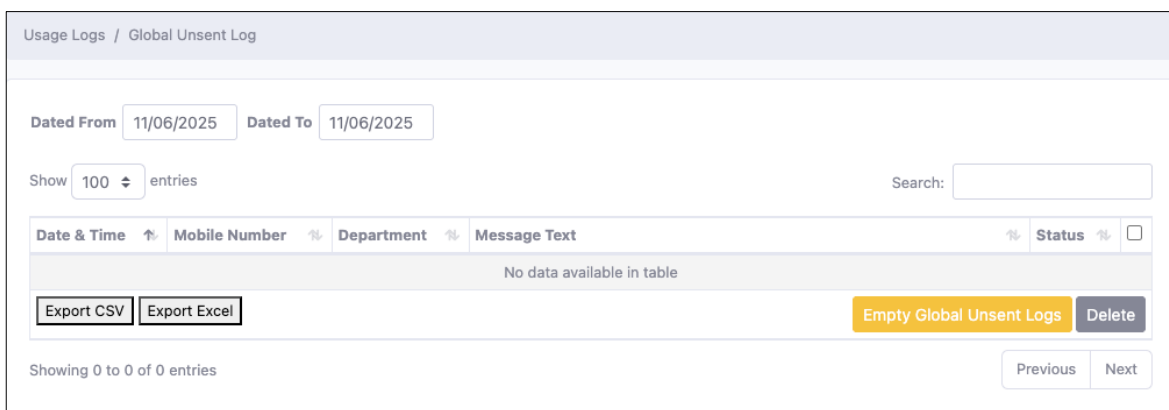 Usage Logs / Global Unsent Log
Dated From 11/06/2025 Dated To 11/06/2025
Show 100 entries Search:
Date & Time Mobile Number Department Message Text Status
No data available in table
Export CSV Export Excel Empty Global Unsent Logs Delete
Showing 0 to 0 of 0 entries Previous Next